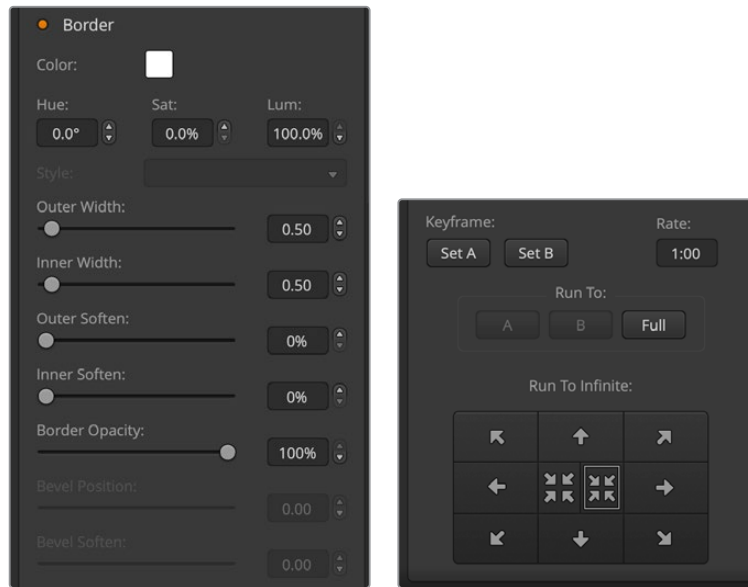 Border
Color:
Hue: Sat: Lum:
0.0° 0.0% 100.0%
Style:
Outer Width:
0.50
Inner Width:
0.50
Outer Soften:
0%
Inner Soften:
0%
Border Opacity:
100%
Bevel Position:
0.00
Bevel Soften:
0.00
Keyframe: Rate:
Set A Set B 1:00
Run To:
A B Full
Run To Infinite: